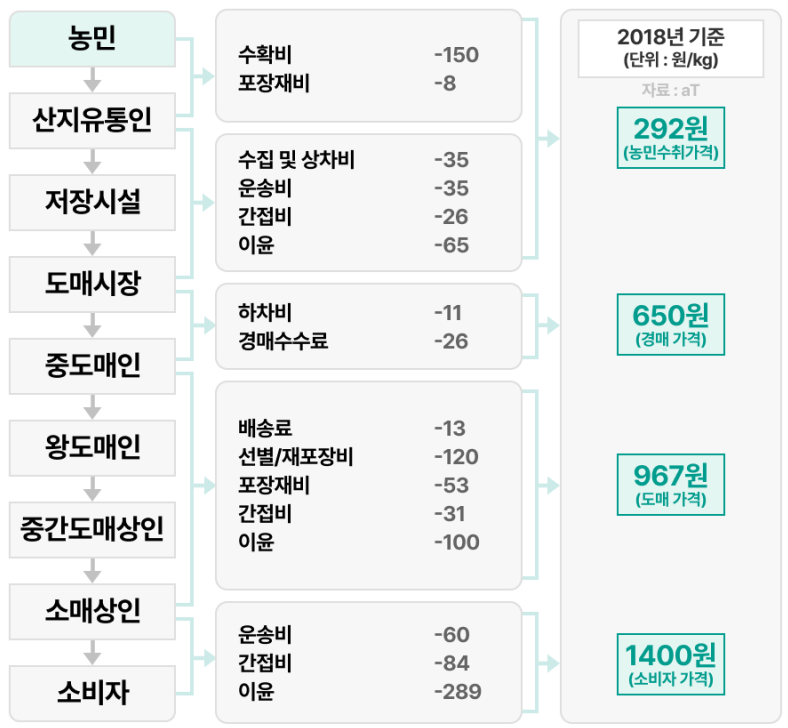 농민
산지유통인
저장시설
도매시장
중도매인
왕도매인
중간도매상인
소매상인
소비자
수확비 -150
포장재비 -8
수집 및 상차비 -35
운송비 -35
간접비 -26
이윤 -65
하차비 -11
경매수수료 -26
배송료 -13
선별/재포장비 -120
포장재비 -53
간접비 -31
이윤 -100
운송비 -60
간접비 -84
이윤 -289
2018년 기준
(단위 : 원/kg)
자료 : aT
292원
(농민수취가격)
650원
(경매 가격)
967원
(도매 가격)
1400원
(소비자 가격)